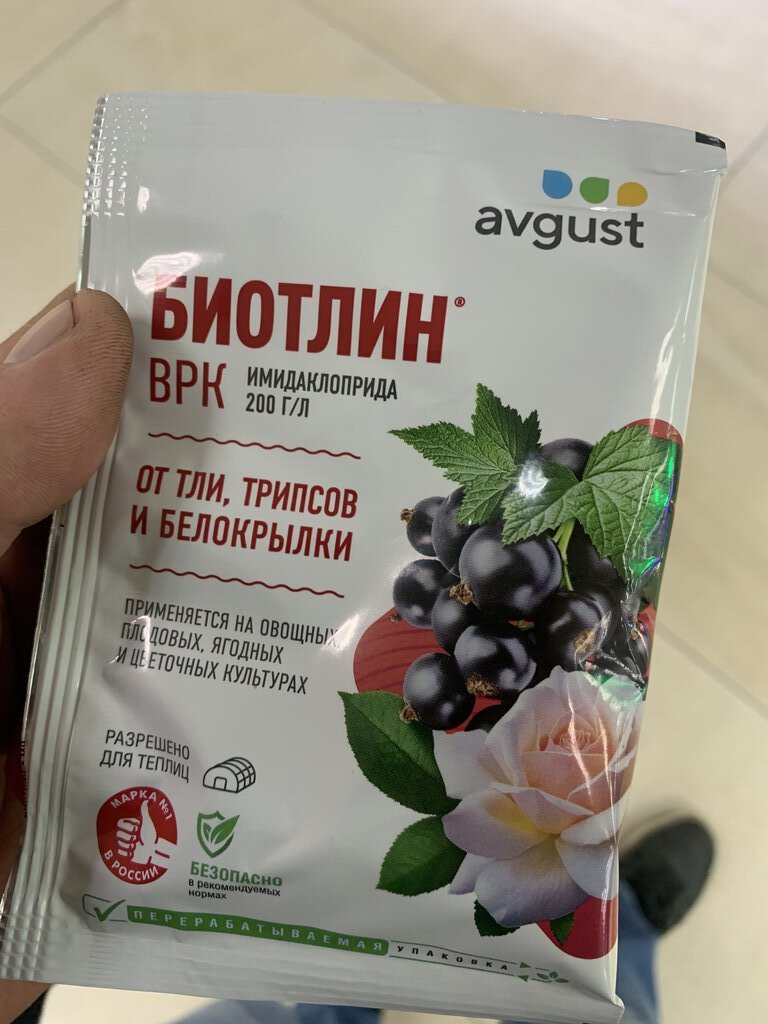 avgust
БИОТЛИН®
ВРК
ИМИДАКЛОПРИДА
200 Г/Л
ОТ ТЛИ, ТРИПСОВ
И БЕЛОКРЫЛКИ
ПРИМЕНЯЕТСЯ НА ОВОЩНЫХ,
ПЛОДОВЫХ, ЯГОДНЫХ
И ЦВЕТОЧНЫХ КУЛЬТУРАХ
РАЗРЕШЕНО
ДЛЯ ТЕПЛИЦ
МАРКА №1
В РОССИИ
БЕЗОПАСНО
в рекомендуемых
нормах
ПЕРЕРАБАТЫВАЕМАЯ УПАКОВКА